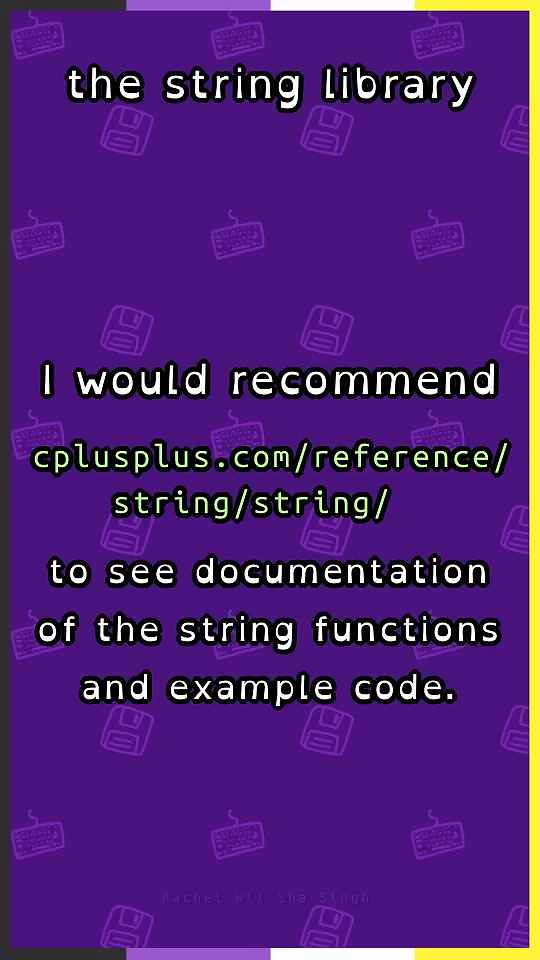 the string library
I would recommend
cplusplus.com/reference/
string/string/
to see documentation
of the string functions
and example code.
Rachel Wil Sha Singh